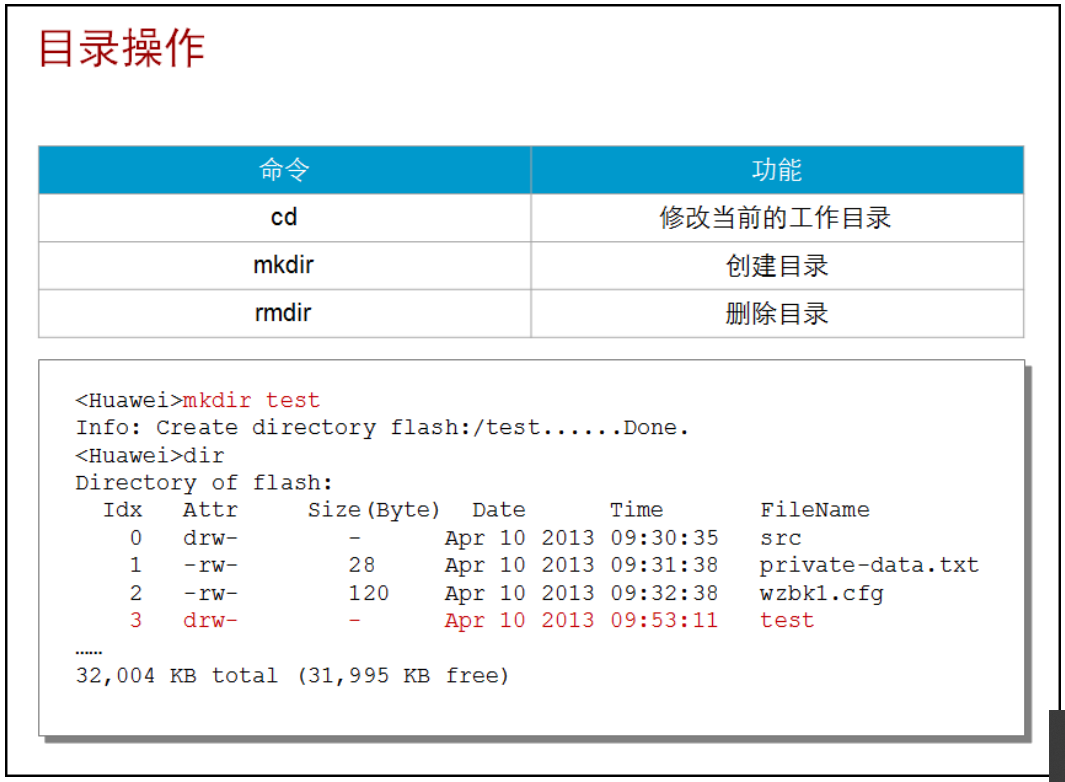 目录操作
命令 功能
cd 修改当前的工作目录
mkdir 创建目录
rmdir 删除目录
<Huawei>mkdir test
Info: Create directory flash:/test......Done.
<Huawei>dir
Directory of flash:
Idx Attr Size(Byte) Date Time FileName
0 drw- - Apr 10 2013 09:30:35 src
1 -rw- 28 Apr 10 2013 09:31:38 private-data.txt
2 -rw- 120 Apr 10 2013 09:32:38 wzbk1.cfg
3 drw- - Apr 10 2013 09:53:11 test
……
32,004 KB total (31,995 KB free)